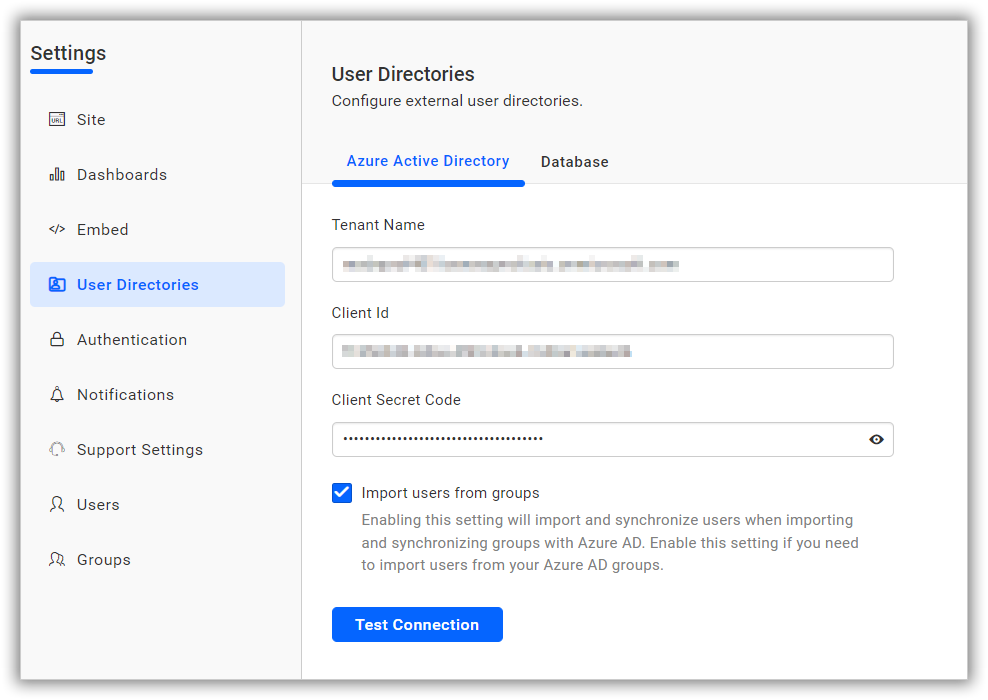 Settings
Site
Dashboards
Embed
User Directories
Authentication
Notifications
Support Settings
Users
Groups
User Directories
Configure external user directories.
Azure Active Directory
Database
Tenant Name
Client Id
Client Secret Code
Import users from groups
Enabling this setting will import and synchronize users when importing
and synchronizing groups with Azure AD. Enable this setting if you need
to import users from your Azure AD groups.
Test Connection